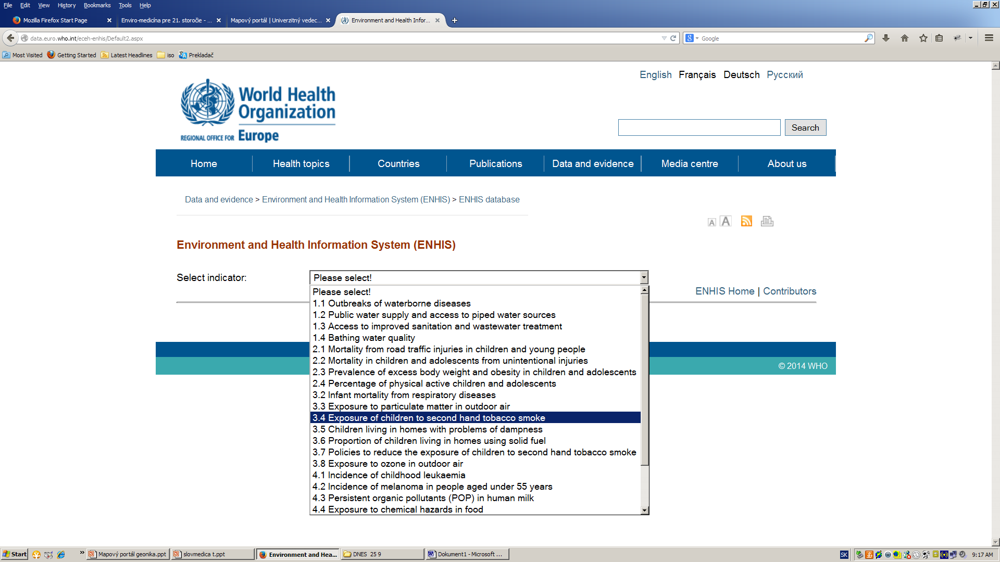 File Edit View History Bookmarks Tools Help
Mozilla Firefox Start Page
Enviro-medicína pre 21. storočie - ...
Mapový portál | Univerzitný vedec...
Environment and Health Infor...
data.euro.who.int/eceh-enhis/Default2.aspx
Google
Most Visited Getting Started Latest Headlines iso Prekladač
English Français Deutsch Русский
World Health
Organization
REGIONAL OFFICE FOR Europe
Search
Home Health topics Countries Publications Data and evidence Media centre About us
Data and evidence > Environment and Health Information System (ENHIS) > ENHIS database
A A
Environment and Health Information System (ENHIS)
Select indicator:
Please select!
ENHIS Home | Contributors
Please select!
1.1 Outbreaks of waterborne diseases
1.2 Public water supply and access to piped water sources
1.3 Access to improved sanitation and wastewater treatment
1.4 Bathing water quality
2.1 Mortality from road traffic injuries in children and young people
2.2 Mortality in children and adolescents from unintentional injuries
2.3 Prevalence of excess body weight and obesity in children and adolescents
2.4 Percentage of physical active children and adolescents
3.2 Infant mortality from respiratory diseases
3.3 Exposure to particulate matter in outdoor air
3.4 Exposure of children to second hand tobacco smoke
3.5 Children living in homes with problems of dampness
3.6 Proportion of children living in homes using solid fuel
3.7 Policies to reduce the exposure of children to second hand tobacco smoke
3.8 Exposure to ozone in outdoor air
4.1 Incidence of childhood leukaemia
4.2 Incidence of melanoma in people aged under 55 years
4.3 Persistent organic pollutants (POP) in human milk
4.4 Exposure to chemical hazards in food
© 2014 WHO
Start
Mapový portál geonika.ppt
slovmedica t.ppt
Environment and Hea...
DNES 25 9
Dokument1 - Microsoft ...
SK
9:17 AM